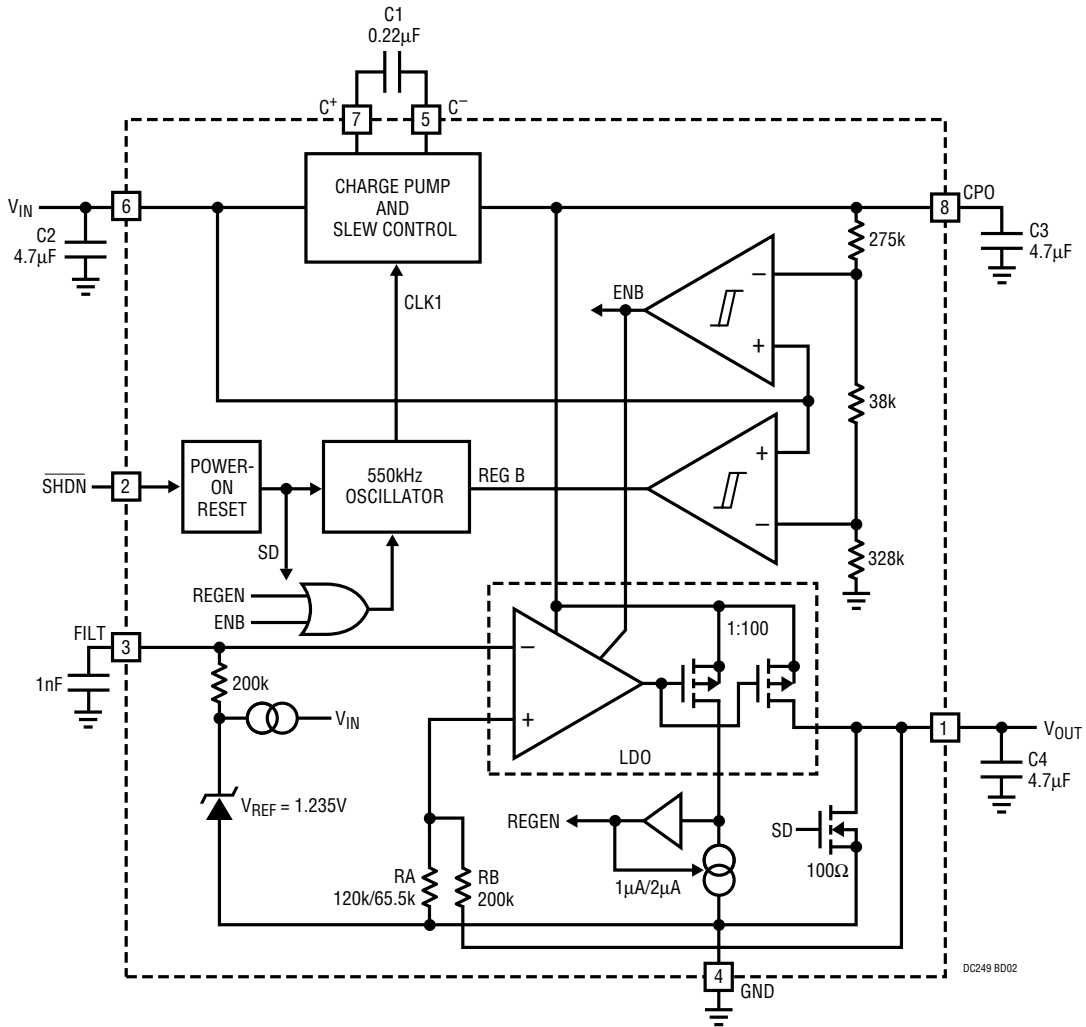 C1
0.22μF
C+
7
5
C−
CHARGE PUMP
AND
SLEW CONTROL
VIN
6
C2
4.7μF
8
CPO
C3
4.7μF
275k
−
+
ENB
CLK1
38k
+
−
328k
SHDN
2
POWER-
ON
RESET
550kHz
OSCILLATOR
REG B
SD
REGEN
ENB
FILT
3
1nF
200k
VIN
VREF = 1.235V
−
+
1:100
LDO
1
VOUT
C4
4.7μF
REGEN
1μA/2μA
SD
100Ω
RA
120k/65.5k
RB
200k
4
GND
DC249 BD02